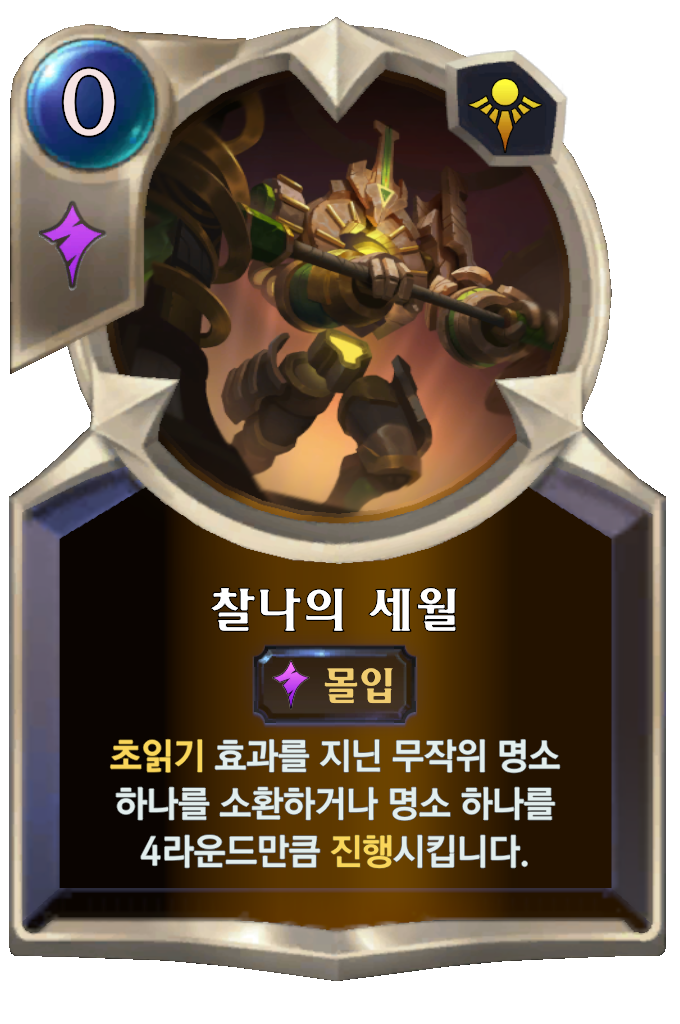 0
찰나의 세월
몰입
초읽기 효과를 지닌 무작위 명소
하나를 소환하거나 명소 하나를
4라운드만큼 진행시킵니다.